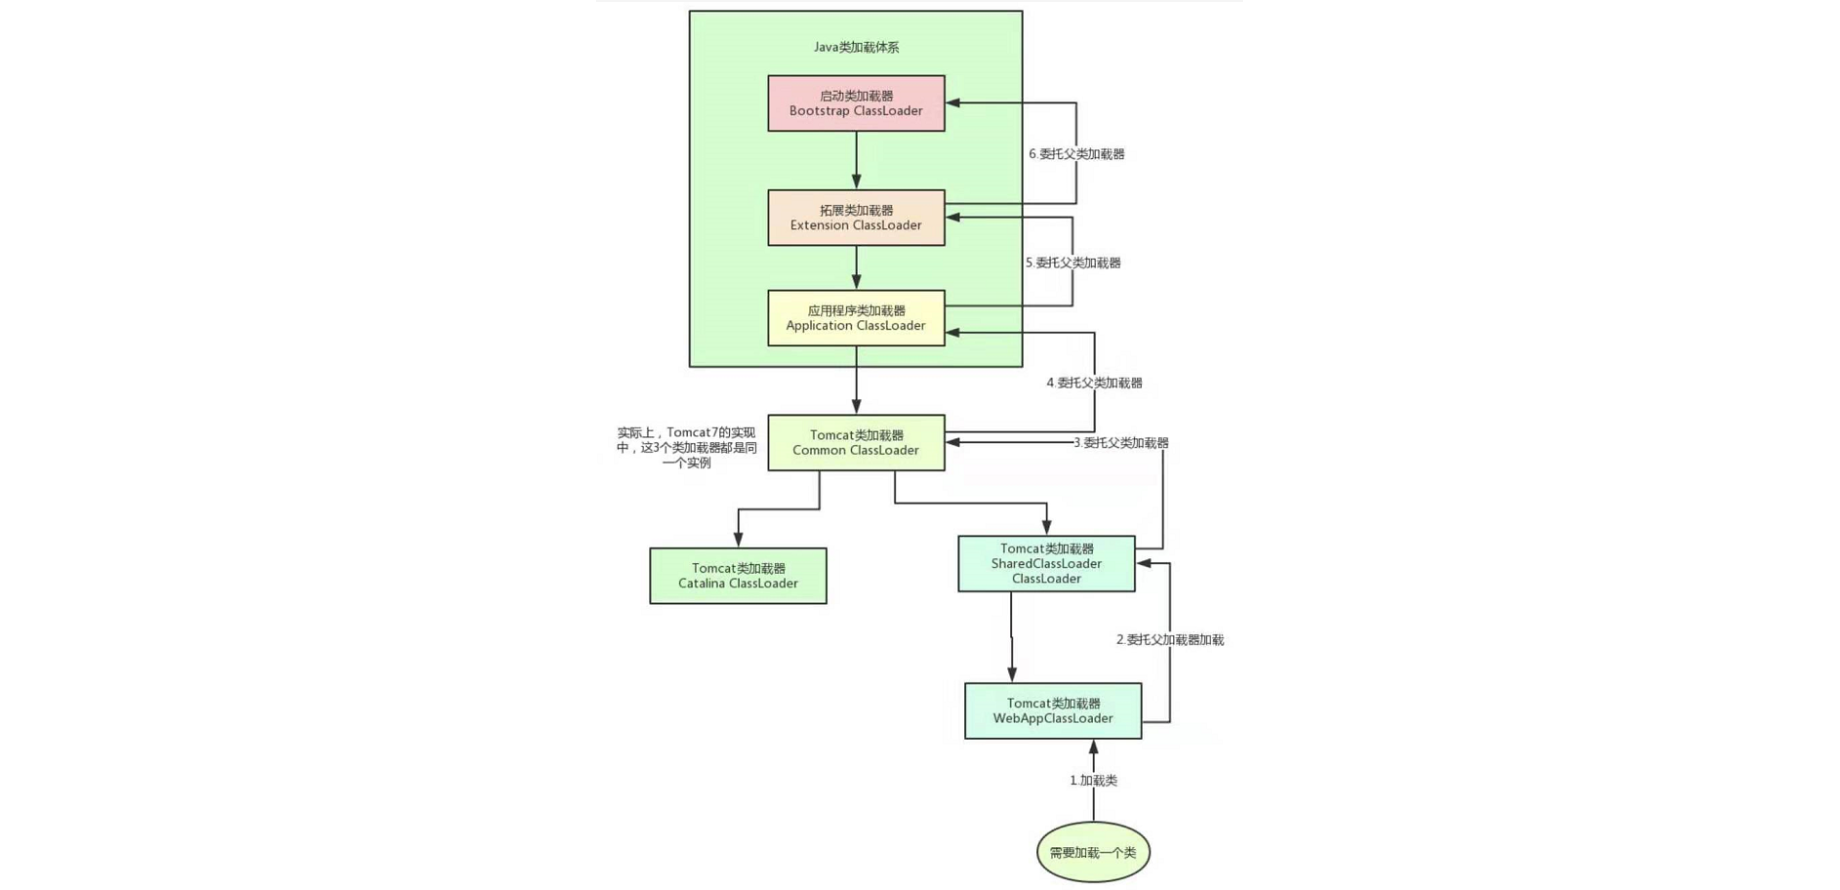 Java类加载体系
启动类加载器
Bootstrap ClassLoader
6.委托父类加载器
拓展类加载器
Extension ClassLoader
5.委托父类加载器
应用程序类加载器
Application ClassLoader
4.委托父类加载器
实际上，Tomcat7的实现
中，这3个类加载器都是同
一个实例
Tomcat类加载器
Common ClassLoader
3.委托父类加载器
Tomcat类加载器
Catalina ClassLoader
Tomcat类加载器
SharedClassLoader
ClassLoader
2.委托父加载器加载
Tomcat类加载器
WebAppClassLoader
1.加载类
需要加载一个类